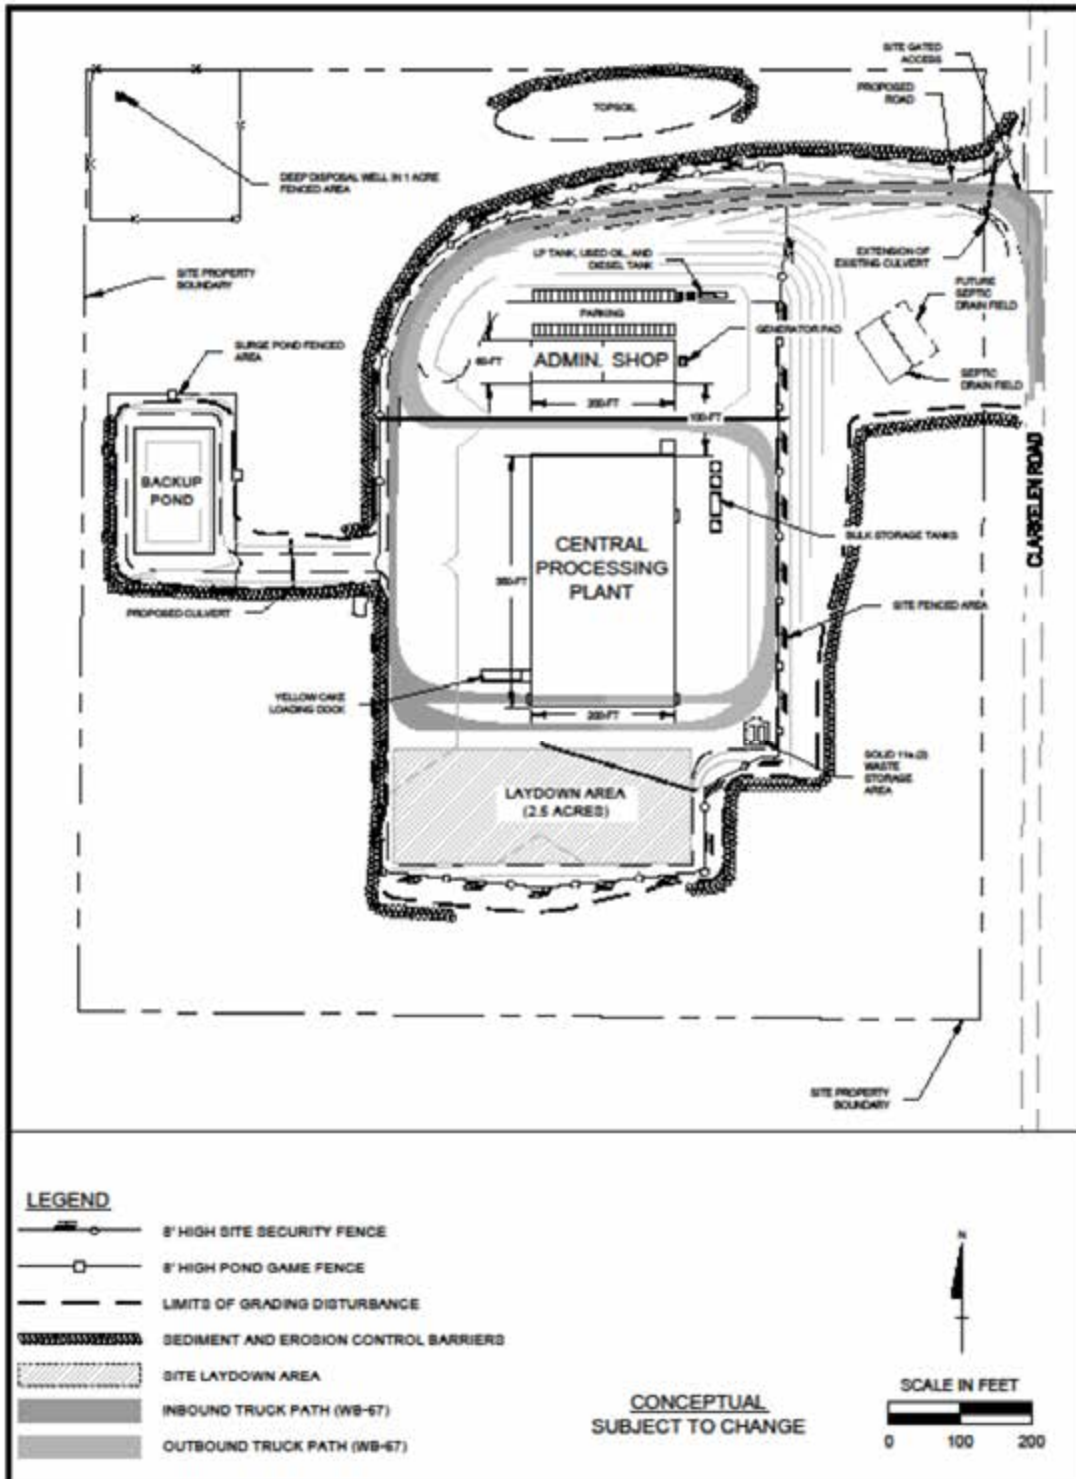 SITE GATED
ACCESS
PROPOSED
ROAD
TOPSOIL
DEEP DISPOSAL WELL IN 1 ACRE
FENCED AREA
SITE PROPERTY
BOUNDARY
LP TANK, USED OIL, AND
DIESEL TANK
EXTENSION OF
EXISTING CULVERT
FUTURE
SEPTIC
DRAIN FIELD
PARKING
GENERATOR PAD
SURGE POND FENCED
AREA
60-FT
ADMIN. SHOP
SEPTIC
DRAIN FIELD
200-FT
100-FT
CLARKELEN ROAD
BACKUP
POND
BULK STORAGE TANKS
CENTRAL
PROCESSING
PLANT
350-FT
SITE FENCED AREA
PROPOSED CULVERT
YELLOW CAKE
LOADING DOCK
200-FT
SOLID 11e.(2)
WASTE
STORAGE
AREA
LAYDOWN AREA
(2.5 ACRES)
SITE PROPERTY
BOUNDARY
LEGEND
8' HIGH SITE SECURITY FENCE
8' HIGH POND GAME FENCE
LIMITS OF GRADING DISTURBANCE
SEDIMENT AND EROSION CONTROL BARRIERS
SITE LAYDOWN AREA
INBOUND TRUCK PATH (WB-67)
OUTBOUND TRUCK PATH (WB-67)
CONCEPTUAL
SUBJECT TO CHANGE
N
SCALE IN FEET
0 100 200